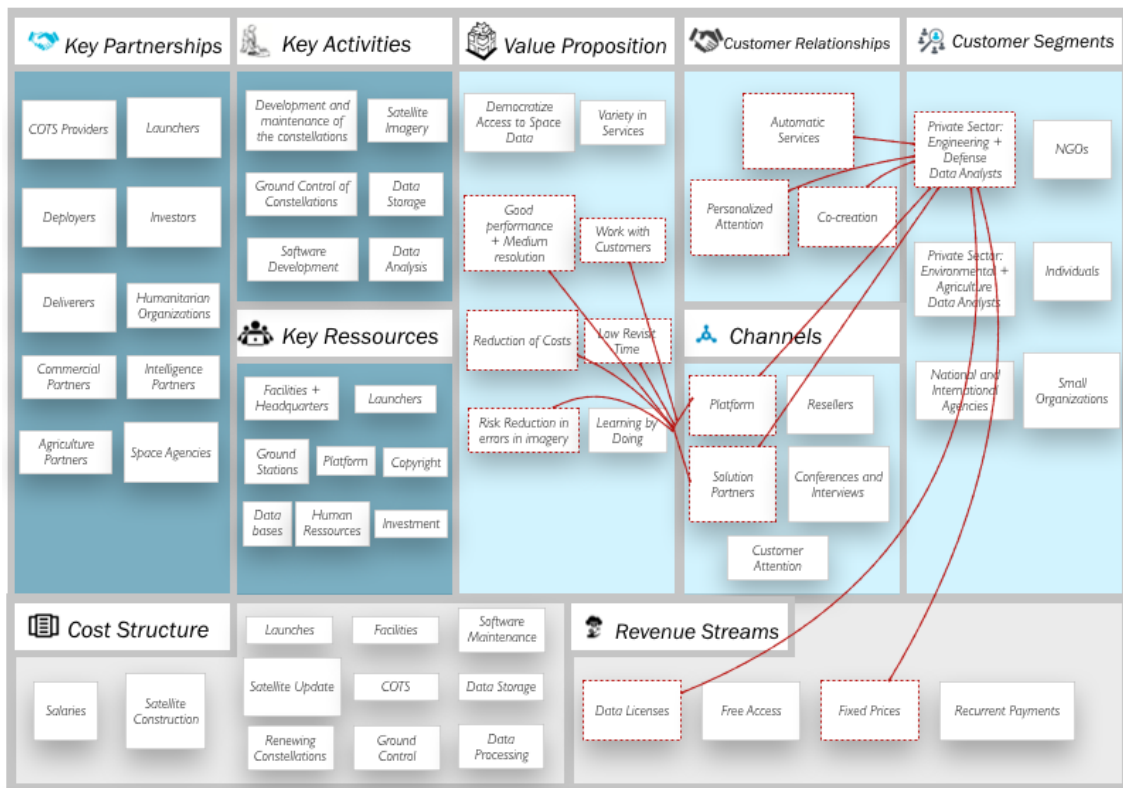 Key Partnerships
COTS Providers
Launchers
Deployers
Investors
Deliverers
Humanitarian
Organizations
Commercial
Partners
Intelligence
Partners
Agriculture
Partners
Space Agencies
Key Activities
Development and
maintenance of
the constellations
Satellite
Imagery
Ground Control of
Constellations
Data
Storage
Software
Development
Data
Analysis
Key Ressources
Facilities +
Headquarters
Launchers
Ground
Stations
Platform
Copyright
Data
bases
Human
Ressources
Investment
Value Proposition
Democratize
Access to Space
Data
Variety in
Services
Good
performance
+ Medium
resolution
Work with
Customers
Reduction of Costs
Low Revisit
Time
Risk Reduction in
errors in imagery
Learning by
Doing
Customer Relationships
Automatic
Services
Personalized
Attention
Co-creation
Channels
Platform
Resellers
Solution
Partners
Conferences and
Interviews
Customer
Attention
Customer Segments
Private Sector:
Engineering +
Defense
Data Analysts
NGOs
Private Sector:
Environmental +
Agriculture
Data Analysts
Individuals
National and
International
Agencies
Small
Organizations
Cost Structure
Salaries
Satellite
Construction
Launches
Facilities
Software
Maintenance
Satellite Update
COTS
Data Storage
Renewing
Constellations
Ground
Control
Data
Processing
Revenue Streams
Data Licenses
Free Access
Fixed Prices
Recurrent Payments